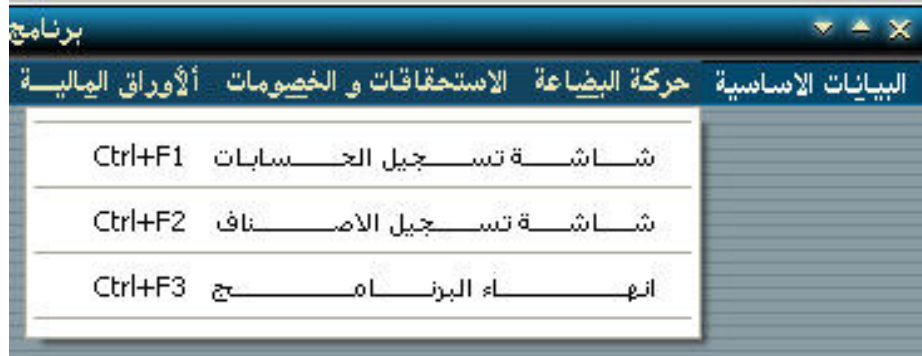 برنامج
البيانات الاساسية حركة البضاعة الاستحقاقات و الخصومات ألأوراق المالية
شاشة تسجيل الحسابات Ctrl+F1
شاشة تسجيل الاصناف Ctrl+F2
انهاء البرنامج Ctrl+F3